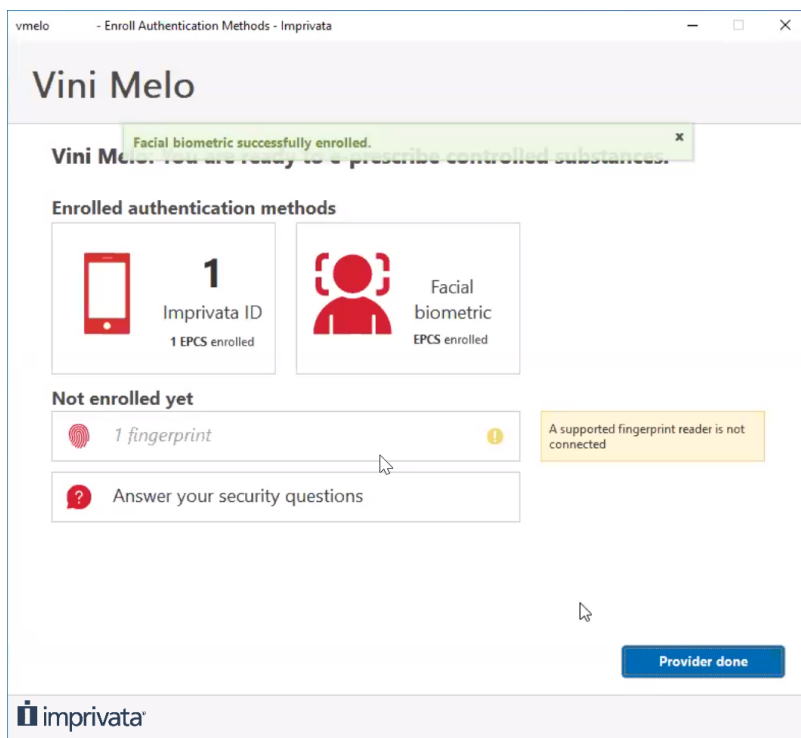 vmelo - Enroll Authentication Methods - Imprivata
Vini Melo
Facial biometric successfully enrolled. x
Vini Melo: You are ready to e-prescribe controlled substances.
Enrolled authentication methods
1
Imprivata ID
1 EPCS enrolled
Facial
biometric
EPCS enrolled
Not enrolled yet
1 fingerprint
A supported fingerprint reader is not
connected
Answer your security questions
Provider done
imprivata®